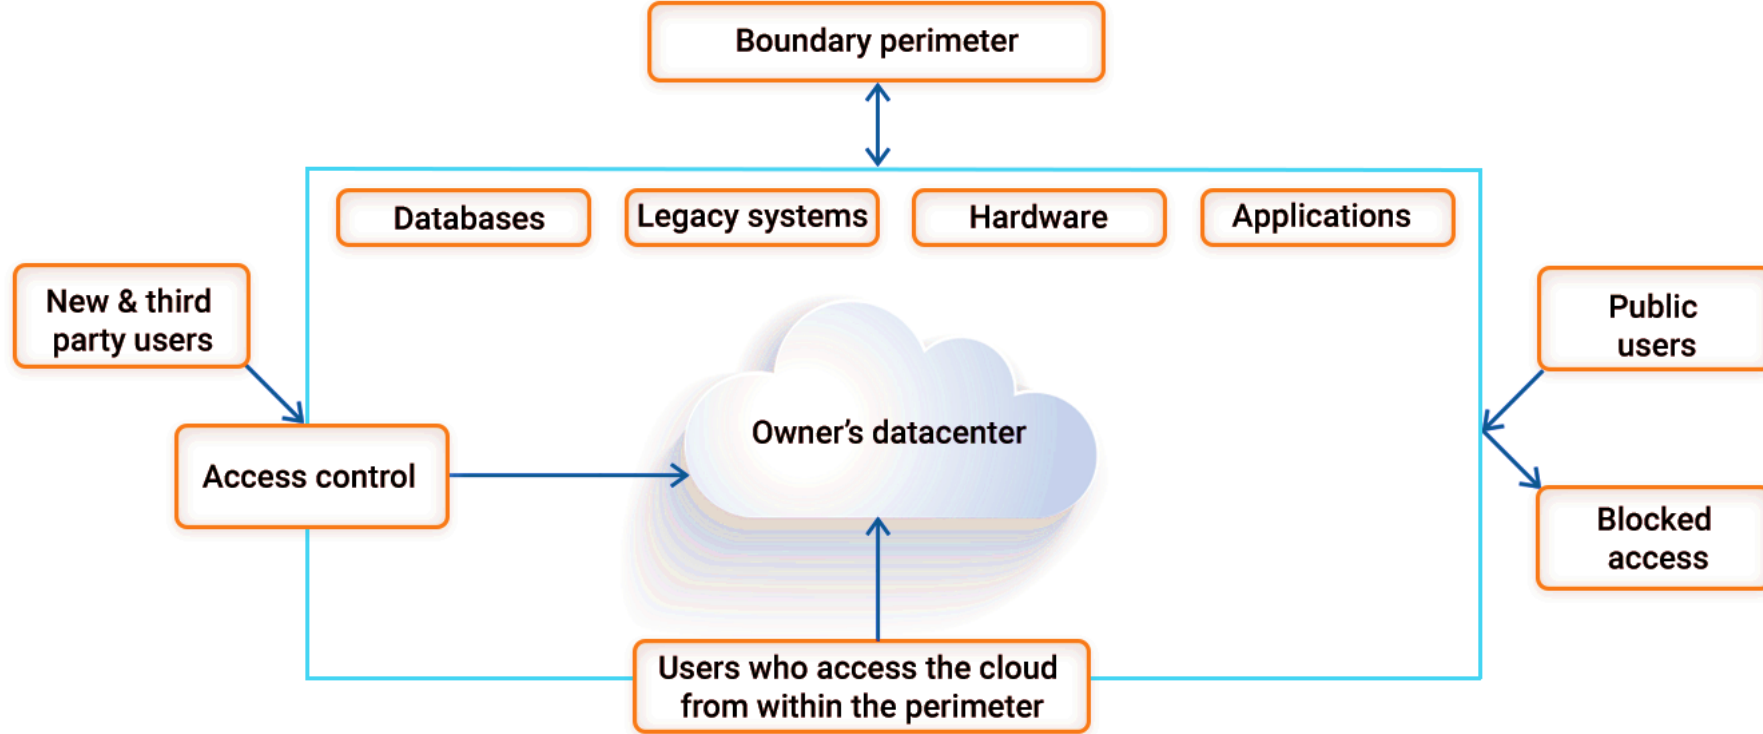 Boundary perimeter
Databases
Legacy systems
Hardware
Applications
New & third
party users
Public
users
Owner's datacenter
Access control
Blocked
access
Users who access the cloud
from within the perimeter